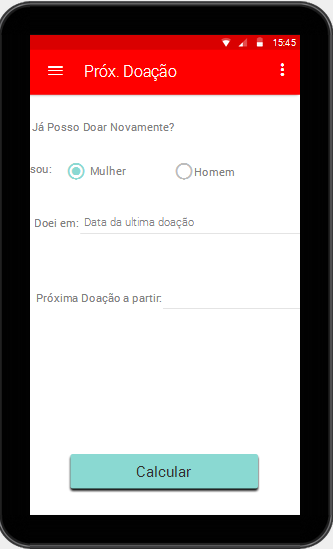 15:45
Próx. Doação
Já Posso Doar Novamente?
sou: Mulher Homem
Doei em: Data da ultima doação
Próxima Doação a partir:
Calcular